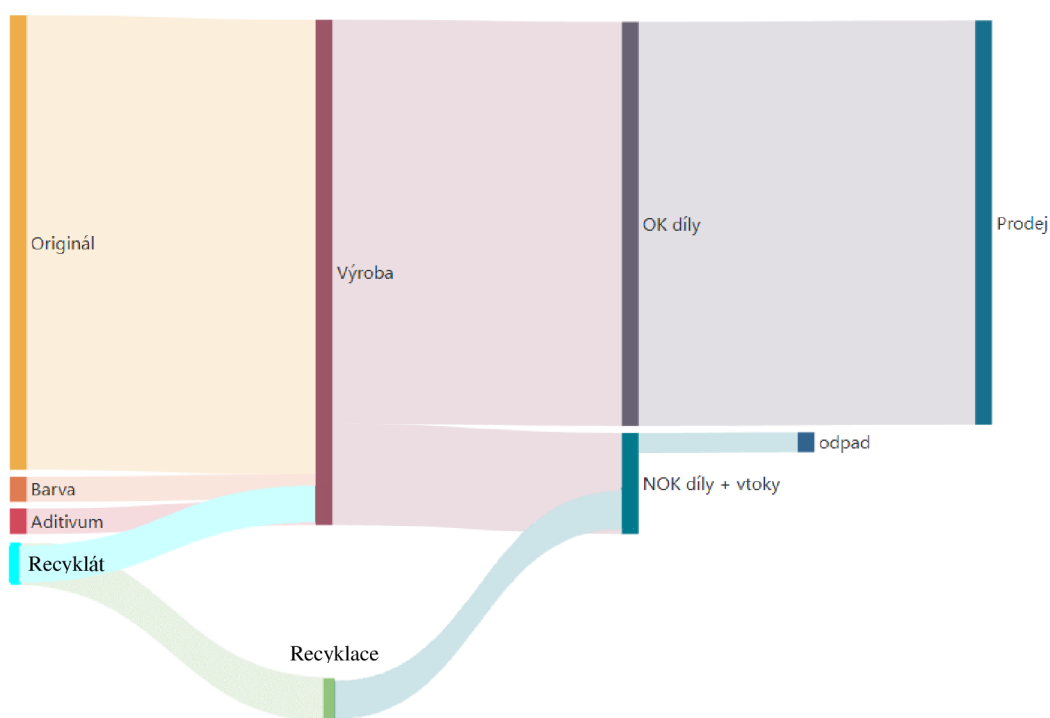 Originál
Výroba
OK díly
Prodej
Barva
Aditivum
Recyklát
NOK díly + vtoky
odpad
Recyklace